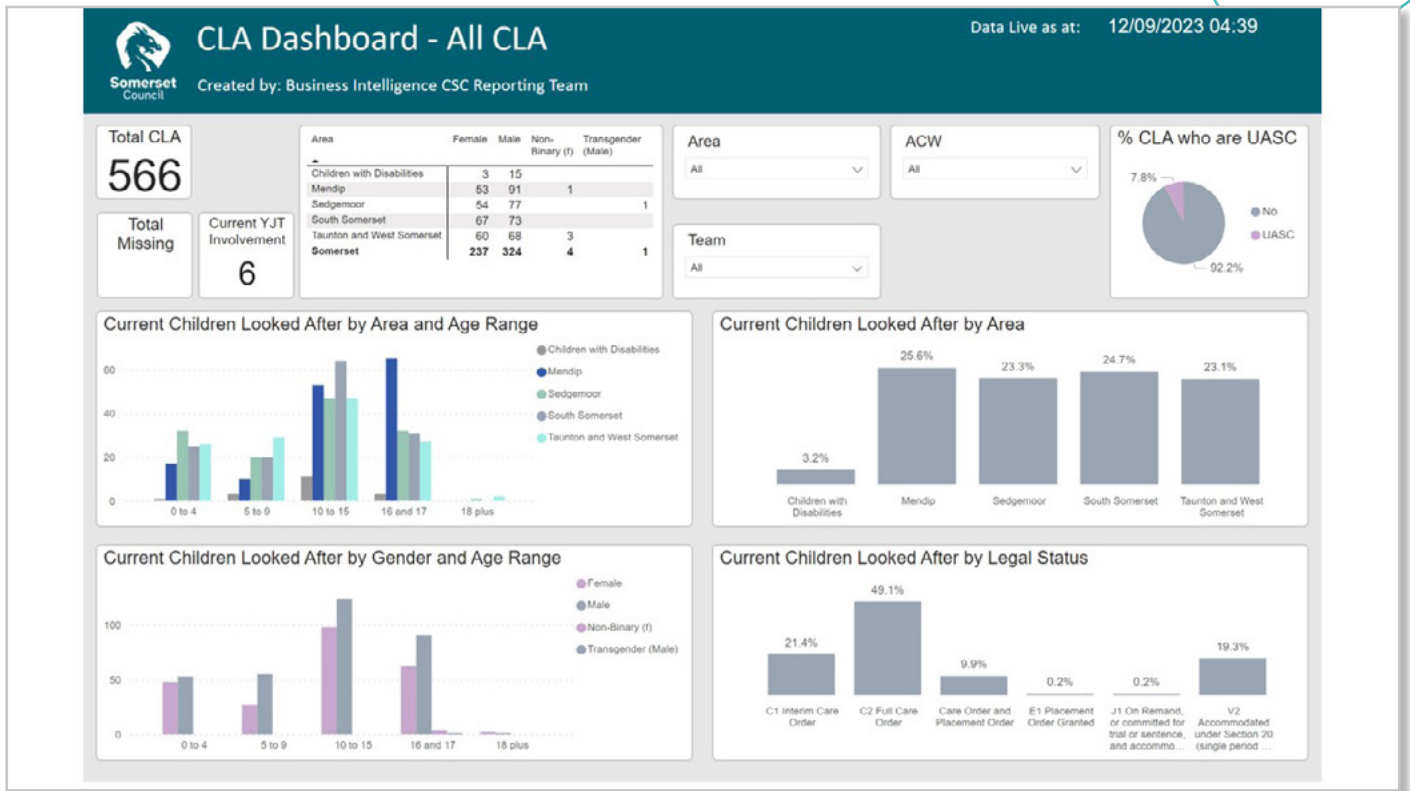 CLA Dashboard - All CLA
Data Live as at: 12/09/2023 04:39
Somerset
Council
Created by: Business Intelligence CSC Reporting Team
Total CLA
566
Total
Missing
Current YJT
Involvement
6
Area Female Male Non- Transgender
Binary (f) (Male)
Children with Disabilities 3 15
Mendip 53 91 1
Sedgemoor 54 77 1
South Somerset 67 73
Taunton and West Somerset 60 68 3
Somerset 237 324 4 1
Area
All
ACW
All
Team
All
% CLA who are UASC
7.8%
No
UASC
92.2%
Current Children Looked After by Area and Age Range
Children with Disabilities
Mendip
Sedgemoor
South Somerset
Taunton and West Somerset
60
40
20
0
0 to 4 5 to 9 10 to 15 16 and 17 18 plus
Current Children Looked After by Area
3.2% 25.6% 23.3% 24.7% 23.1%
Children with Mendip Sedgemoor South Somerset Taunton and West
Disabilities Somerset
Current Children Looked After by Gender and Age Range
Female
Male
Non-Binary (f)
Transgender (Male)
100
50
0
0 to 4 5 to 9 10 to 15 16 and 17 18 plus
Current Children Looked After by Legal Status
21.4% 49.1% 9.9% 0.2% 0.2% 19.3%
C1 Interim Care C2 Full Care Care Order and E1 Placement J1 On Remand, V2
Order Order Placement Order Order Granted or committed for Accommodated
trial or sentence, under Section 20
and accommo... (single period ...